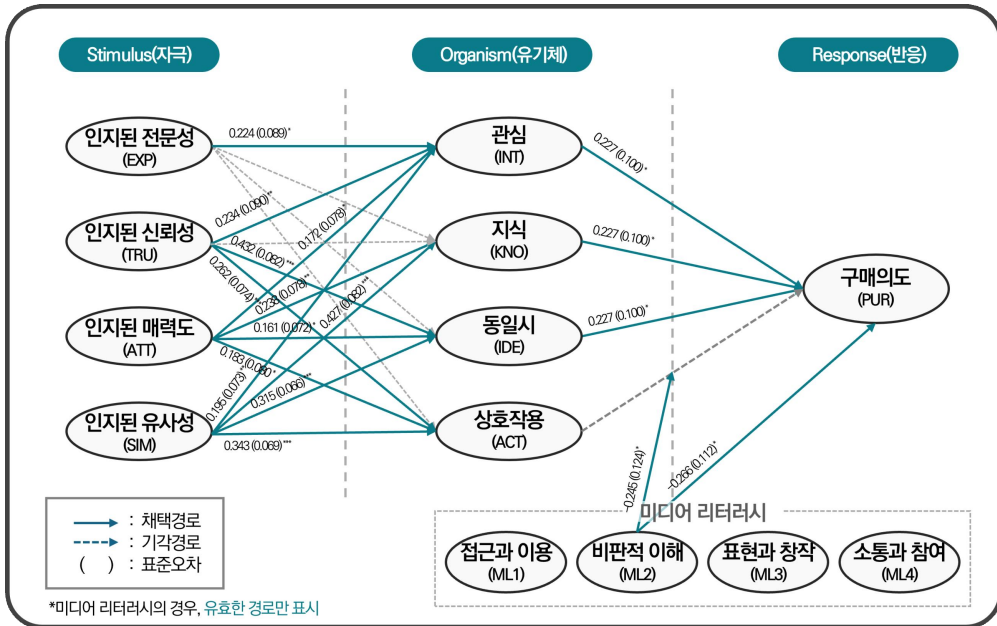 Stimulus(자극)
Organism(유기체)
Response(반응)
인지된 전문성
(EXP)
인지된 신뢰성
(TRU)
인지된 매력도
(ATT)
인지된 유사성
(SIM)
0.224 (0.089)*
0.234 (0.090)**
0.172 (0.078)*
0.432 (0.062)***
0.262 (0.074)
0.238 (0.078)**
0.427 (0.082)***
0.161 (0.072)*
0.183 (0.080)*
0.195 (0.073)*
0.315 (0.066)***
0.343 (0.069)***
관심
(INT)
지식
(KNO)
동일시
(IDE)
상호작용
(ACT)
0.227 (0.100)*
0.227 (0.100)*
0.227 (0.100)*
구매의도
(PUR)
-0.245 (0.124)*
-0.266 (0.112)*
미디어 리터러시
접근과 이용
(ML1)
비판적 이해
(ML2)
표현과 창작
(ML3)
소통과 참여
(ML4)
: 채택경로
: 기각경로
( ) : 표준오차
*미디어 리터러시의 경우, 유효한 경로만 표시